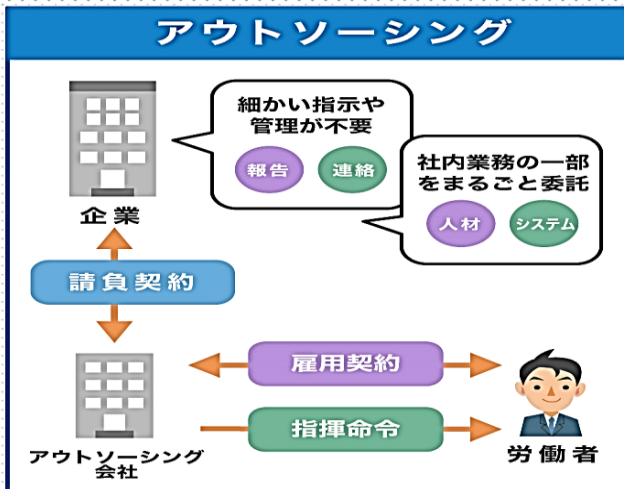 アウトソーシング
細かい指示や
管理が不要
報告
連絡
社内業務の一部
をまるごと委託
人材
システム
企業
請負契約
雇用契約
指揮命令
アウトソーシング
会社
労働者